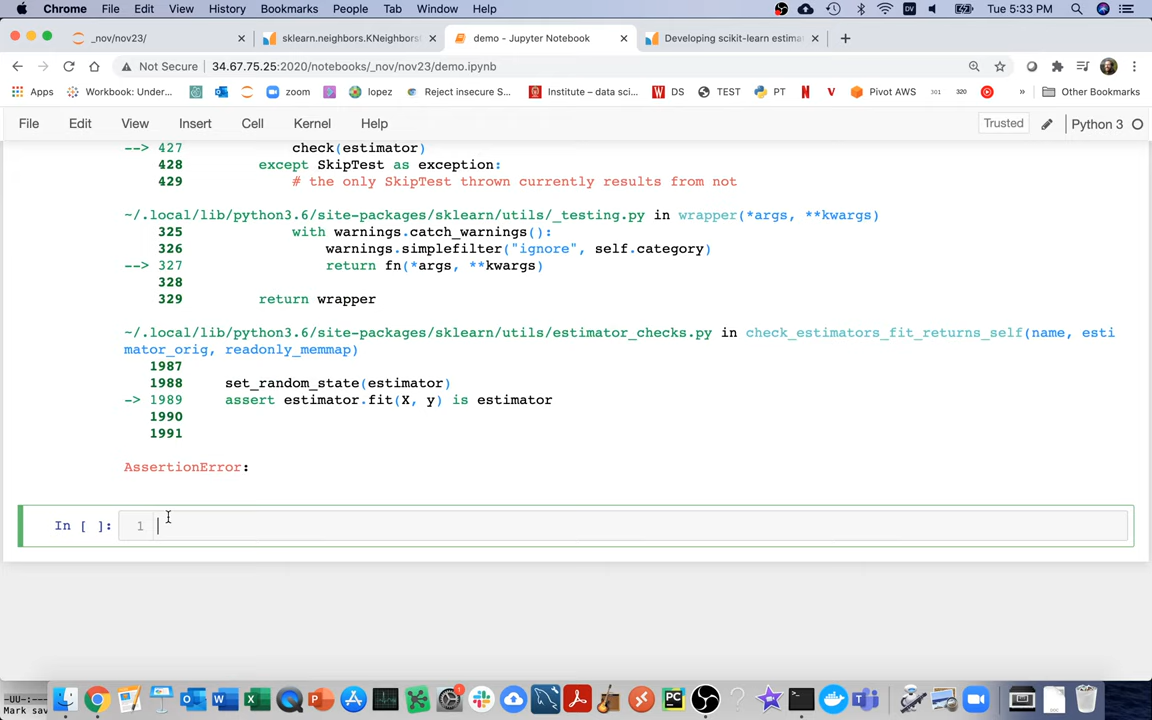 Chrome File Edit View History Bookmarks People Tab Window Help Tue 5:33 PM
_nov/nov23/ sklearn.neighbors.KNeighbors demo - Jupyter Notebook Developing scikit-learn estima
Not Secure 34.67.75.25:2020/notebooks/_nov/nov23/demo.ipynb
Apps Workbook: Under... zoom lopez Reject insecure S... Institute – data sci... DS TEST PT Pivot AWS 101 320 » Other Bookmarks
File Edit View Insert Cell Kernel Help Trusted Python 3
--> 427 check(estimator)
428 except SkipTest as exception:
429 # the only SkipTest thrown currently results from not
~/.local/lib/python3.6/site-packages/sklearn/utils/_testing.py in wrapper(*args, **kwargs)
325 with warnings.catch_warnings():
326 warnings.simplefilter("ignore", self.category)
--> 327 return fn(*args, **kwargs)
328
329 return wrapper
~/.local/lib/python3.6/site-packages/sklearn/utils/estimator_checks.py in check_estimators_fit_returns_self(name, esti
mator_orig, readonly_memmap)
1987
1988 set_random_state(estimator)
-> 1989 assert estimator.fit(X, y) is estimator
1990
1991
AssertionError:
In [ ]: 1
-UU-:---
Mark sav